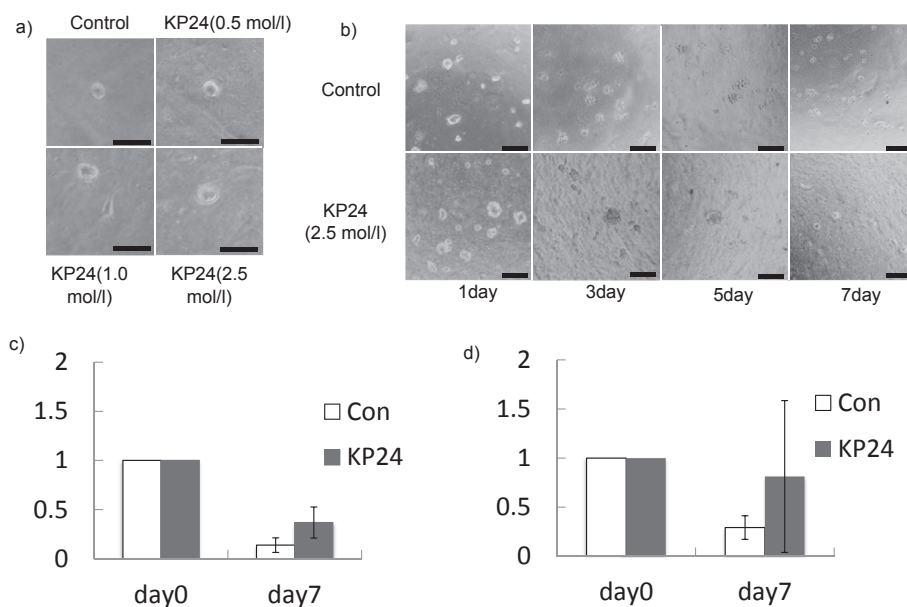 a)
Control
KP24(0.5 mol/l)
KP24(1.0
mol/l)
KP24(2.5
mol/l)
b)
Control
KP24
(2.5 mol/l)
1day
3day
5day
7day
c)
2
1.5
1
0.5
0
day0
day7
Con
KP24
d)
2
1.5
1
0.5
0
day0
day7
Con
KP24